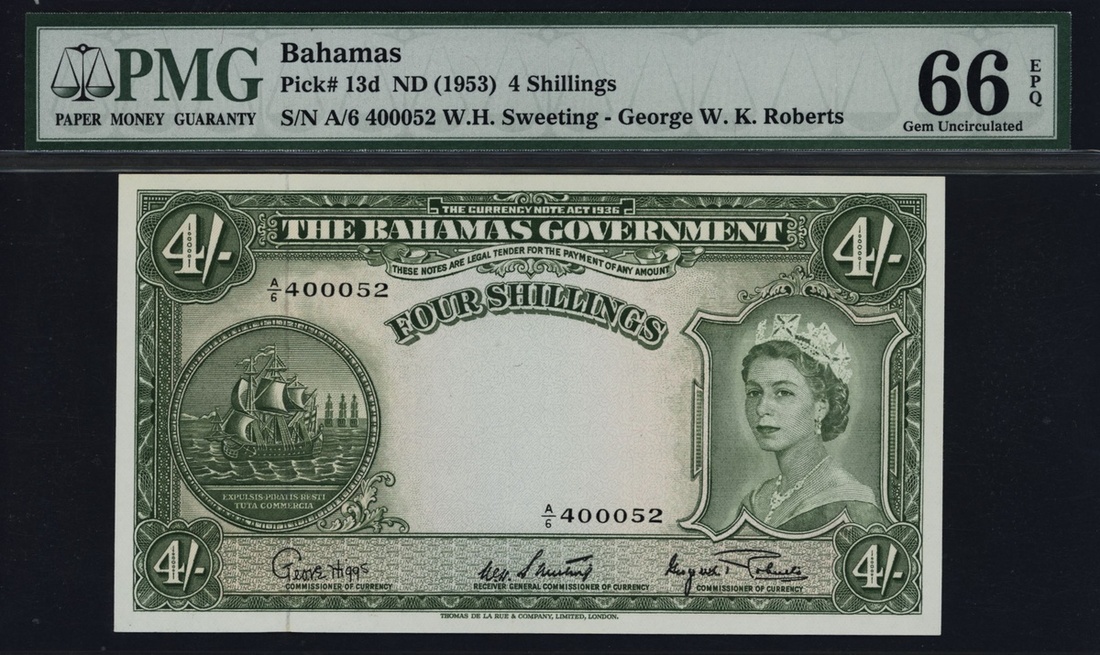 PMG
PAPER MONEY GUARANTY
Bahamas
Pick# 13d ND (1953) 4 Shillings
S/N A/6 400052 W.H. Sweeting - George W. K. Roberts
66 EPQ
Gem Uncirculated
THE CURRENCY NOTE ACT 1936
4/- THE BAHAMAS GOVERNMENT 4/-
THESE NOTES ARE LEGAL TENDER FOR THE PAYMENT OF ANY AMOUNT
A/6 400052
FOUR SHILLINGS
EXPULSIS PIRATIS RESTI
TUTA COMMERCIA
A/6 400052
4/- 4/-
George Higgs
COMMISSIONER OF CURRENCY
RECEIVER GENERAL COMMISSIONER OF CURRENCY
COMMISSIONER OF CURRENCY
THOMAS DE LA RUE & COMPANY, LIMITED, LONDON.